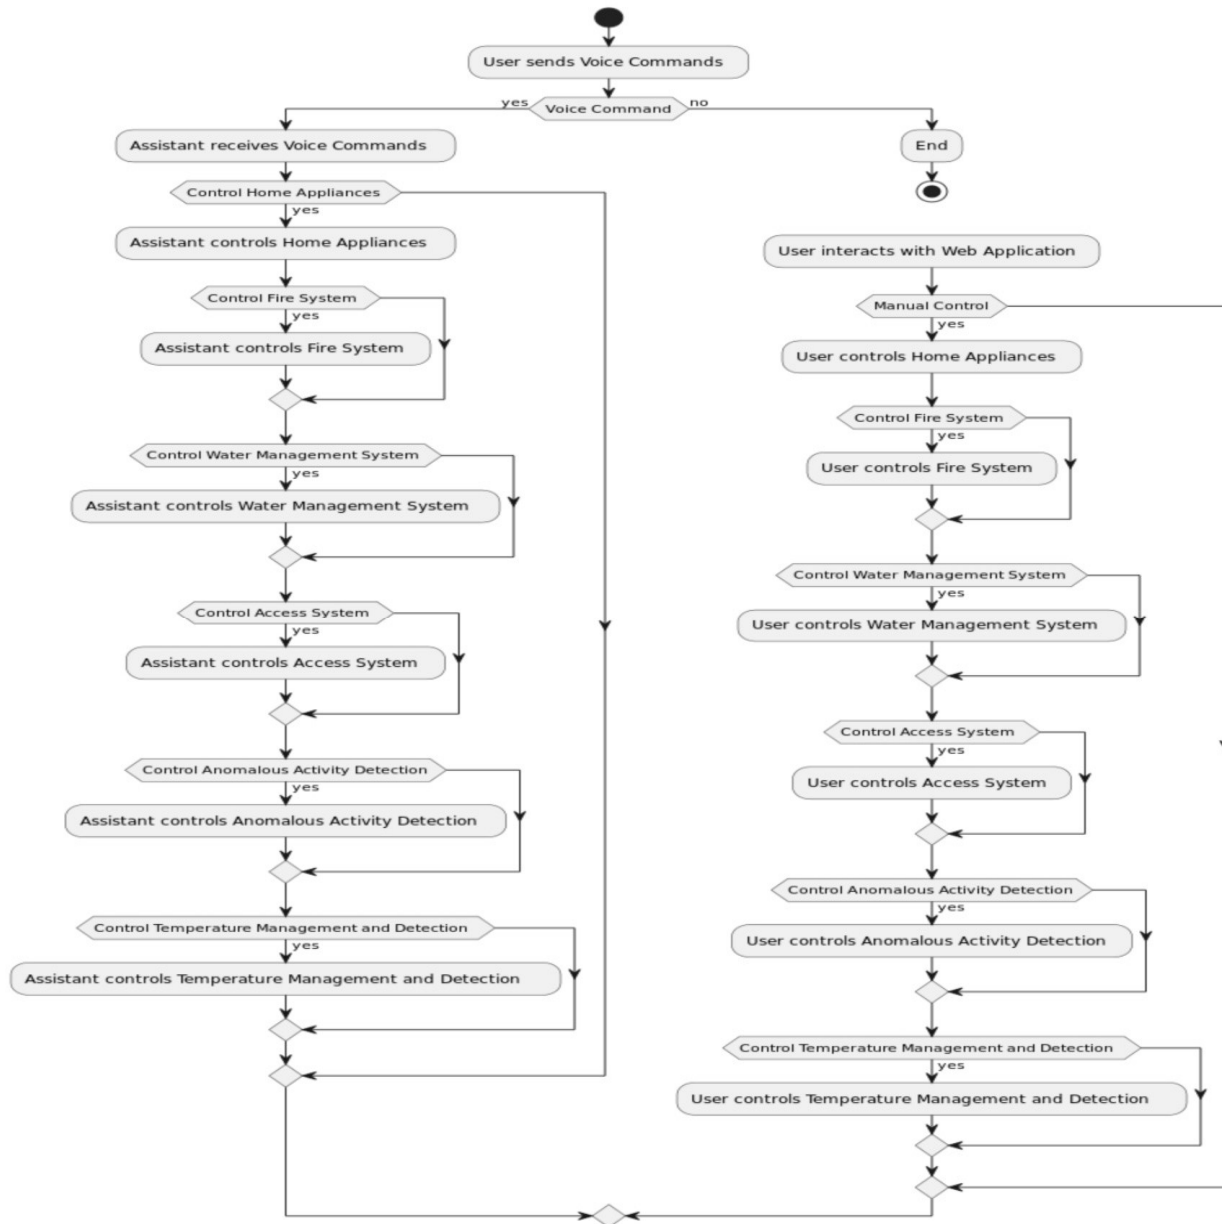 User sends Voice Commands
yes
Voice Command
no
Assistant receives Voice Commands
Control Home Appliances
yes
Assistant controls Home Appliances
Control Fire System
yes
Assistant controls Fire System
Control Water Management System
yes
Assistant controls Water Management System
Control Access System
yes
Assistant controls Access System
Control Anomalous Activity Detection
yes
Assistant controls Anomalous Activity Detection
Control Temperature Management and Detection
yes
Assistant controls Temperature Management and Detection
End
User interacts with Web Application
Manual Control
yes
User controls Home Appliances
Control Fire System
yes
User controls Fire System
Control Water Management System
yes
User controls Water Management System
Control Access System
yes
User controls Access System
Control Anomalous Activity Detection
yes
User controls Anomalous Activity Detection
Control Temperature Management and Detection
yes
User controls Temperature Management and Detection